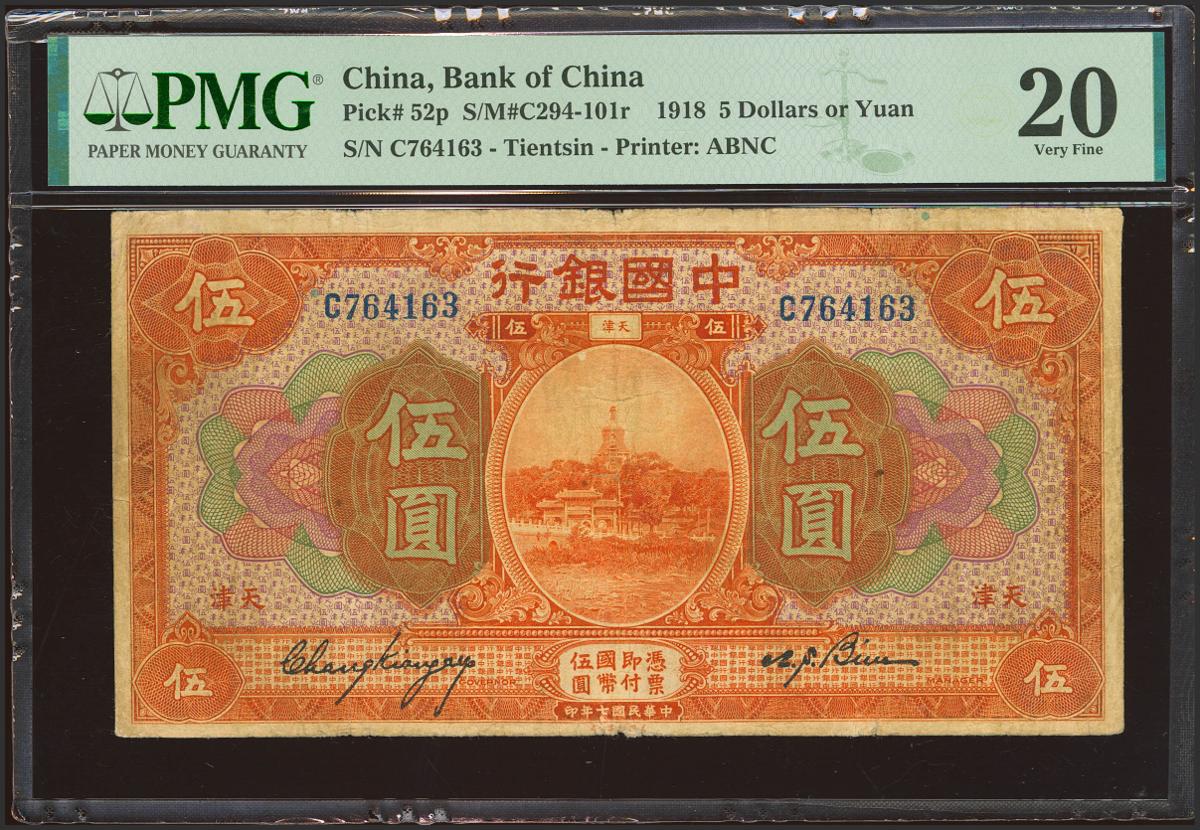 PMG®
PAPER MONEY GUARANTY
China, Bank of China
Pick# 52p S/M#C294-101r 1918 5 Dollars or Yuan
S/N C764163 - Tientsin - Printer: ABNC
20
Very Fine
行銀國中
伍
伍
C764163
C764163
伍 津天 伍
伍圓
伍圓
津天
津天
伍
伍
Changkiangau
GOVERNOR
憑票
即付
國幣
伍圓
MANAGER
印年七國民華中